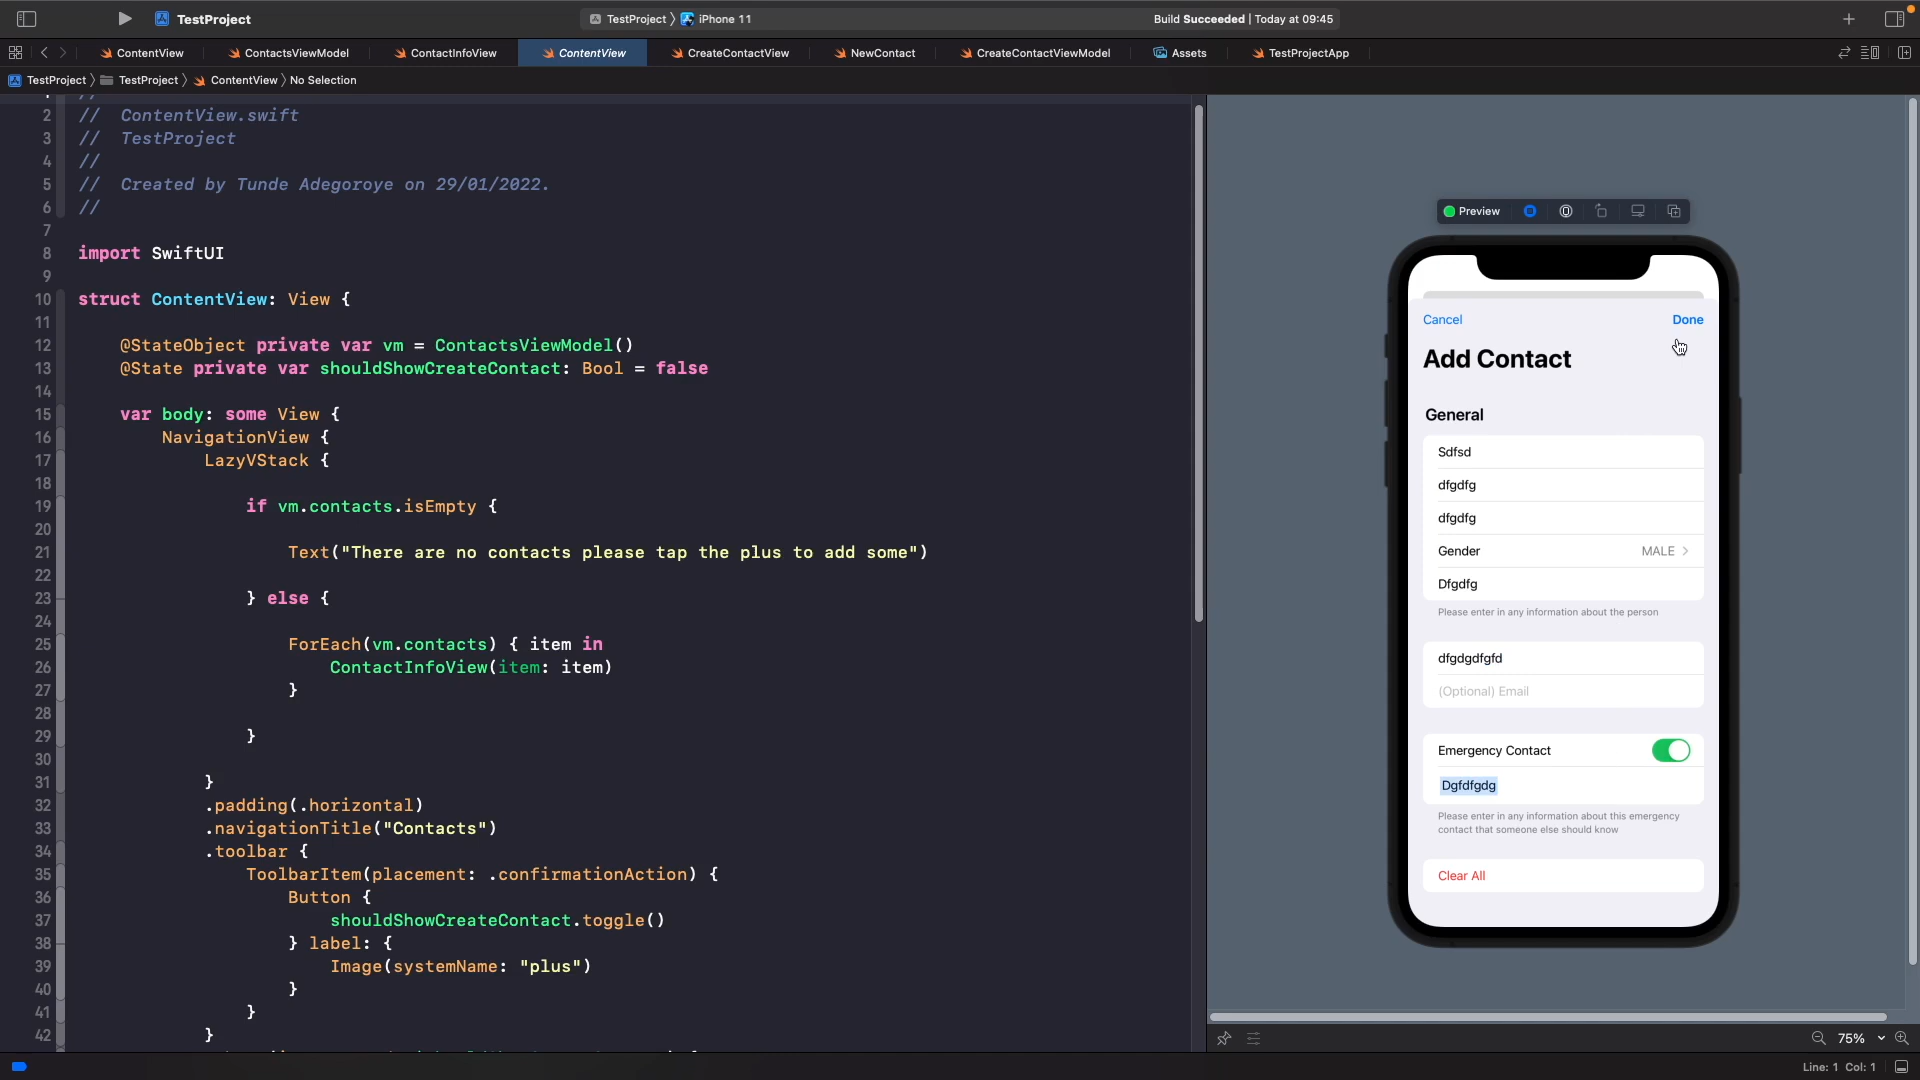 TestProject
TestProject 〉 iPhone 11
Build Succeeded | Today at 09:45
ContentView
ContactsViewModel
ContactInfoView
ContentView
CreateContactView
NewContact
CreateContactViewModel
Assets
TestProjectApp
TestProject 〉 TestProject 〉 ContentView 〉 No Selection
2 // ContentView.swift
3 // TestProject
4 //
5 // Created by Tunde Adegoroye on 29/01/2022.
6 //
7
8 import SwiftUI
9
10 struct ContentView: View {
11
12 @StateObject private var vm = ContactsViewModel()
13 @State private var shouldShowCreateContact: Bool = false
14
15 var body: some View {
16 NavigationView {
17 LazyVStack {
18
19 if vm.contacts.isEmpty {
20
21 Text("There are no contacts please tap the plus to add some")
22
23 } else {
24
25 ForEach(vm.contacts) { item in
26 ContactInfoView(item: item)
27 }
28
29 }
30
31 }
32 .padding(.horizontal)
33 .navigationTitle("Contacts")
34 .toolbar {
35 ToolbarItem(placement: .confirmationAction) {
36 Button {
37 shouldShowCreateContact.toggle()
38 } label: {
39 Image(systemName: "plus")
40 }
41 }
42 }
Preview
Cancel
Done
Add Contact
General
Sdfsd
dfgdfg
dfgdfg
Gender MALE
Dfgdfg
Please enter in any information about the person
dfgdgdfgfd
(Optional) Email
Emergency Contact
Dgfdfgdg
Please enter in any information about this emergency
contact that someone else should know
Clear All
75%
Line: 1 Col: 1